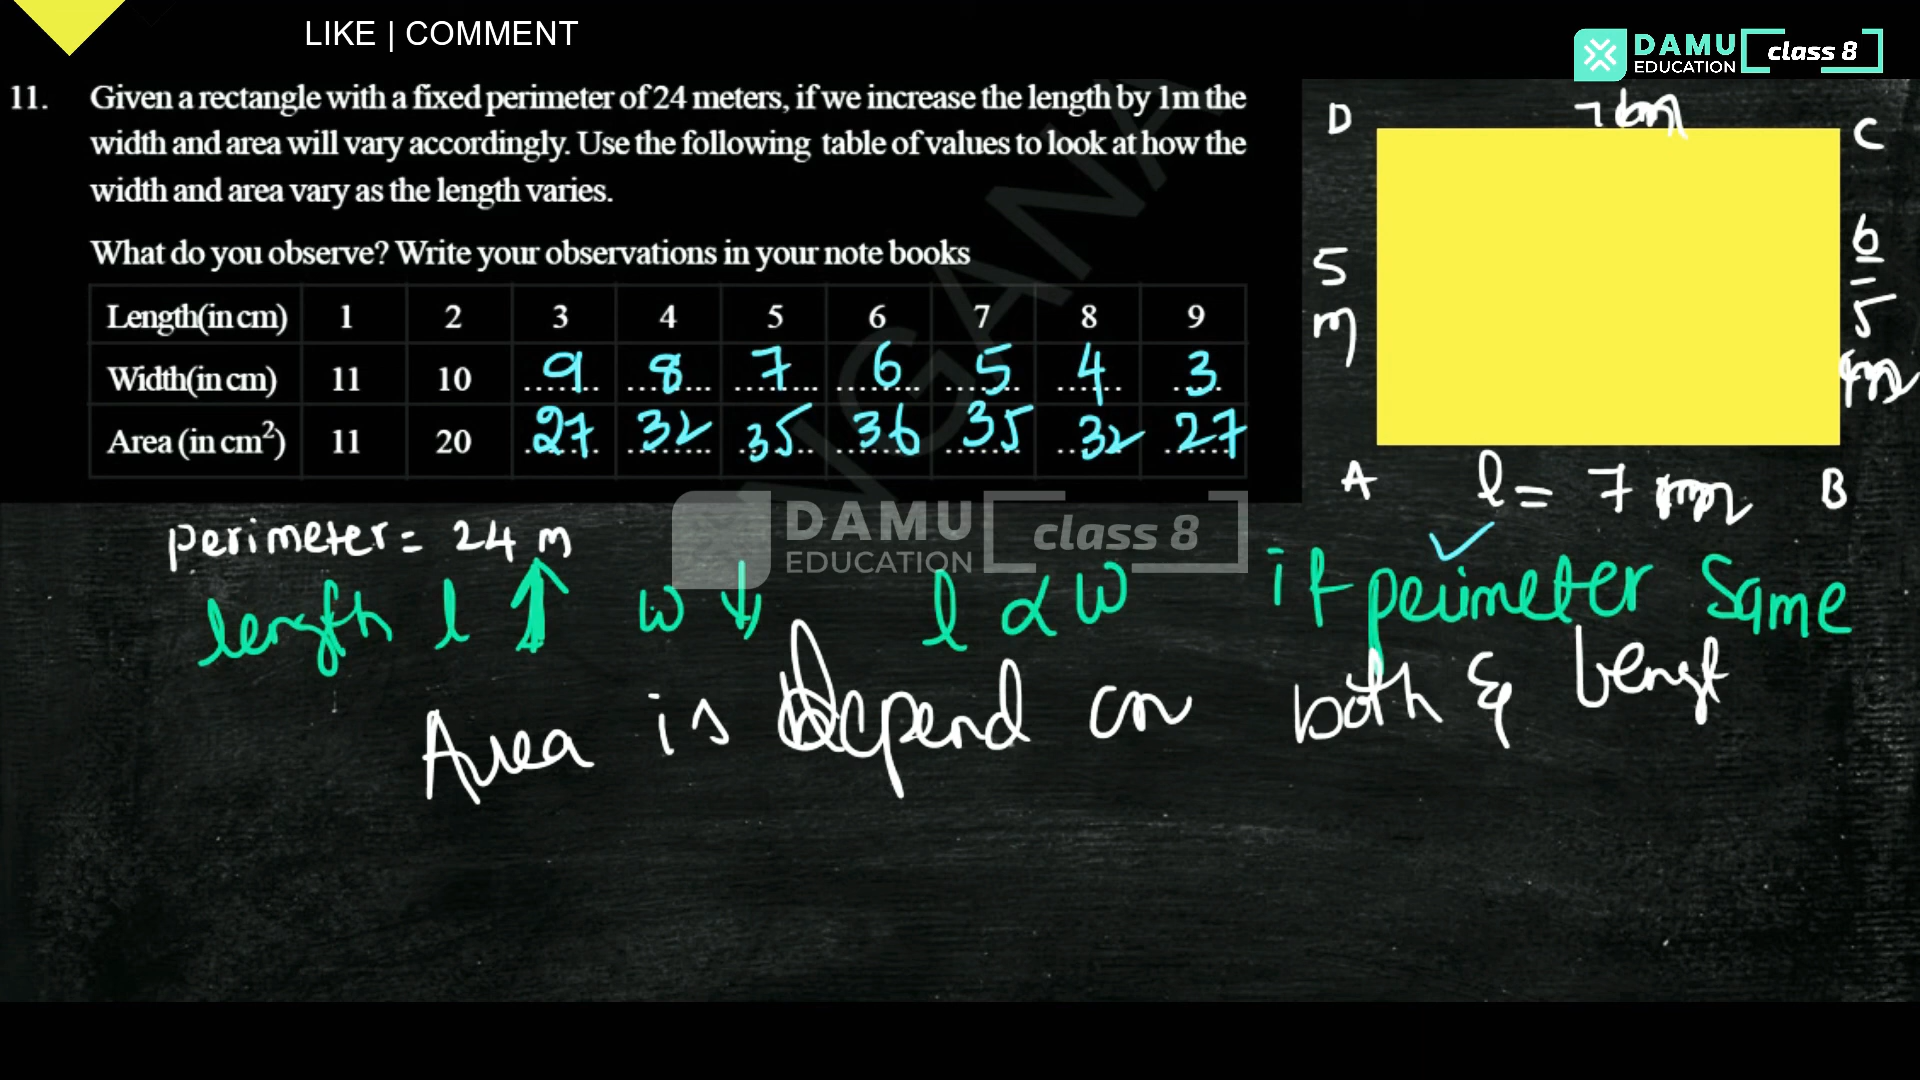 LIKE | COMMENT
DAMU EDUCATION class 8
11. Given a rectangle with a fixed perimeter of 24 meters, if we increase the length by 1m the
width and area will vary accordingly. Use the following table of values to look at how the
width and area vary as the length varies.
What do you observe? Write your observations in your note books
Length(in cm) 1 2 3 4 5 6 7 8 9
Width(in cm) 11 10 9 8 7 6 5 4 3
Area (in cm²) 11 20 27 32 35 36 35 32 27
D C
5 m
6
5
A l = 7 B
DAMU EDUCATION class 8
perimeter = 24 m
length l ↑ w ↓ l α w if perimeter Same
Area is Depend on both &